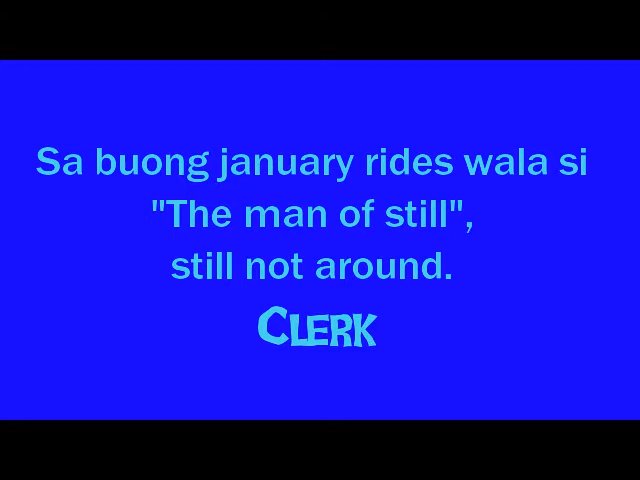 Sa buong january rides wala si
"The man of still",
still not around.
Clerk